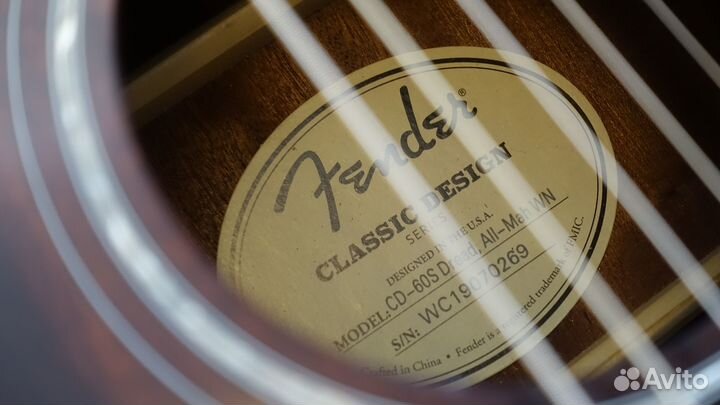 Fender®
CLASSIC DESIGN
SERIES
DESIGNED IN THE U.S.A.
MODEL: CD-60S Dread, All-Mah WN
S/N: WC19070269
Crafted in China • Fender is a registered trademark of FMIC.
Avito